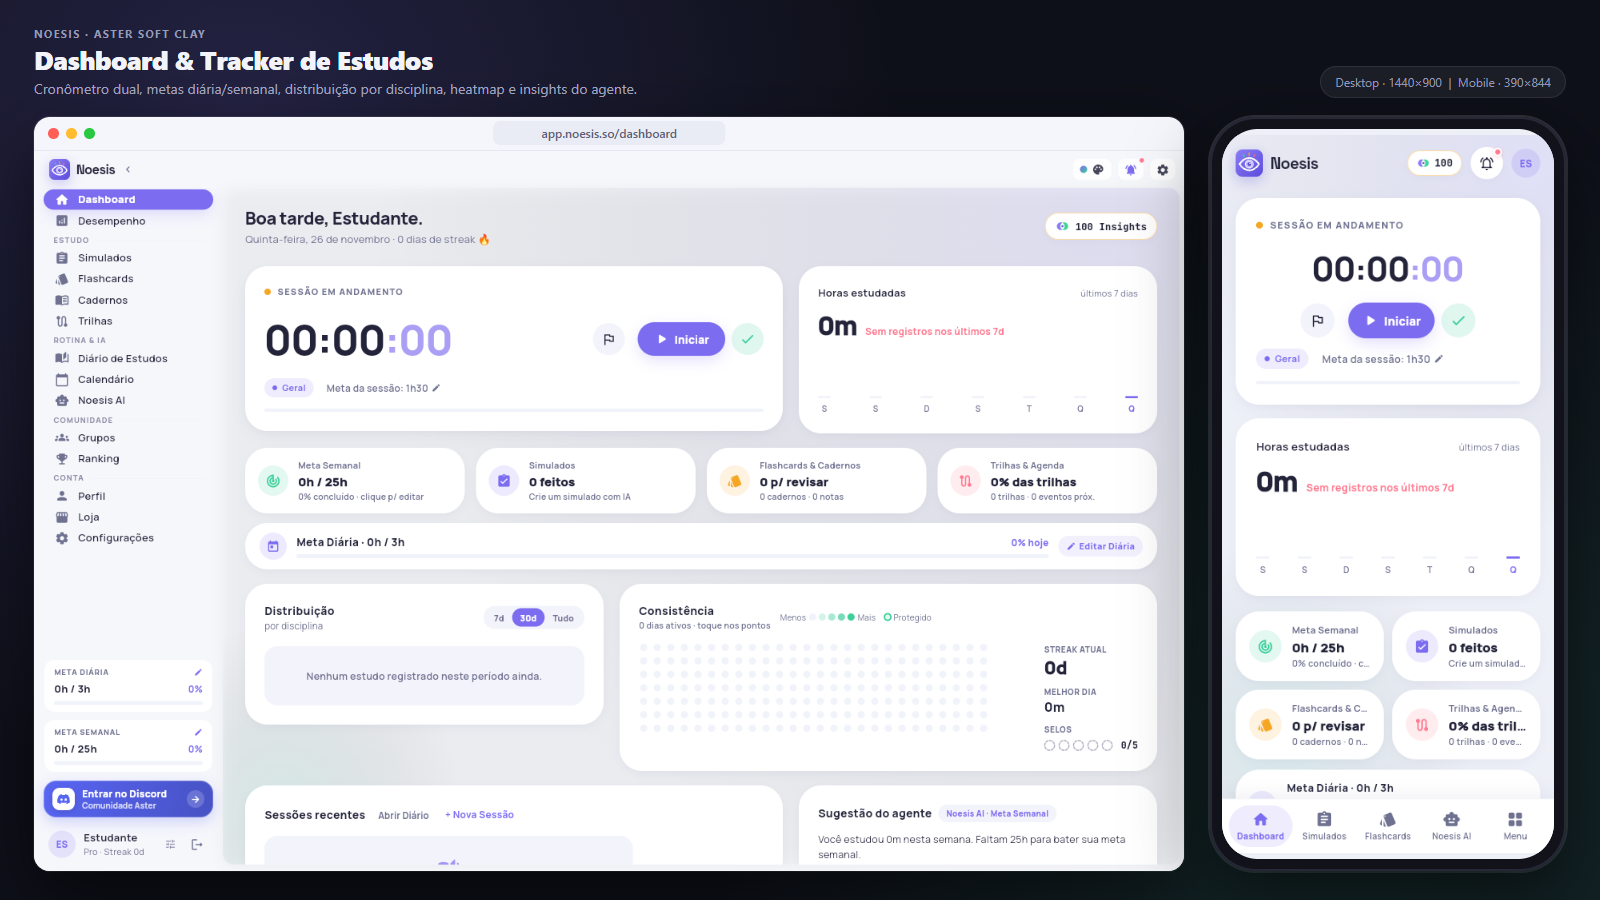 NOESIS · ASTER SOFT CLAY
Dashboard & Tracker de Estudos
Cronômetro dual, metas diária/semanal, distribuição por disciplina, heatmap e insights do agente.
Desktop · 1440×900 | Mobile · 390×844
app.noesis.so/dashboard
Noesis
Dashboard
Desempenho
ESTUDO
Simulados
Flashcards
Cadernos
Trilhas
ROTINA & IA
Diário de Estudos
Calendário
Noesis AI
COMUNIDADE
Grupos
Ranking
CONTA
Perfil
Loja
Configurações
META DIÁRIA
0h / 3h 0%
META SEMANAL
0h / 25h 0%
Entrar no Discord
Comunidade Aster
ES
Estudante
Pro · Streak 0d
Boa tarde, Estudante.
Quinta-feira, 26 de novembro · 0 dias de streak 🔥
100 Insights
SESSÃO EM ANDAMENTO
00:00:00
Iniciar
Geral
Meta da sessão: 1h30
Horas estudadas
últimos 7 dias
0m Sem registros nos últimos 7d
S S D S T Q Q
Meta Semanal
0h / 25h
0% concluído · clique p/ editar
Simulados
0 feitos
Crie um simulado com IA
Flashcards & Cadernos
0 p/ revisar
0 cadernos · 0 notas
Trilhas & Agenda
0% das trilhas
0 trilhas · 0 eventos próx.
Meta Diária · 0h / 3h
0% hoje
Editar Diária
Distribuição
por disciplina
7d 30d Tudo
Nenhum estudo registrado neste período ainda.
Consistência
0 dias ativos · toque nos pontos
Menos Mais Protegido
STREAK ATUAL
0d
MELHOR DIA
0m
SELOS
0/5
Sessões recentes Abrir Diário + Nova Sessão
Sugestão do agente Noesis AI · Meta Semanal
Você estudou 0m nesta semana. Faltam 25h para bater sua meta
semanal.
Noesis
100
ES
SESSÃO EM ANDAMENTO
00:00:00
Iniciar
Geral
Meta da sessão: 1h30
Horas estudadas
últimos 7 dias
0m Sem registros nos últimos 7d
S S D S T Q Q
Meta Semanal
0h / 25h
0% concluído · c...
Simulados
0 feitos
Crie um simulad...
Flashcards & C...
0 p/ revisar
0 cadernos · 0 n...
Trilhas & Agen...
0% das tril...
0 trilhas · 0 eve...
Meta Diária · 0h / 3h
Dashboard
Simulados
Flashcards
Noesis AI
Menu